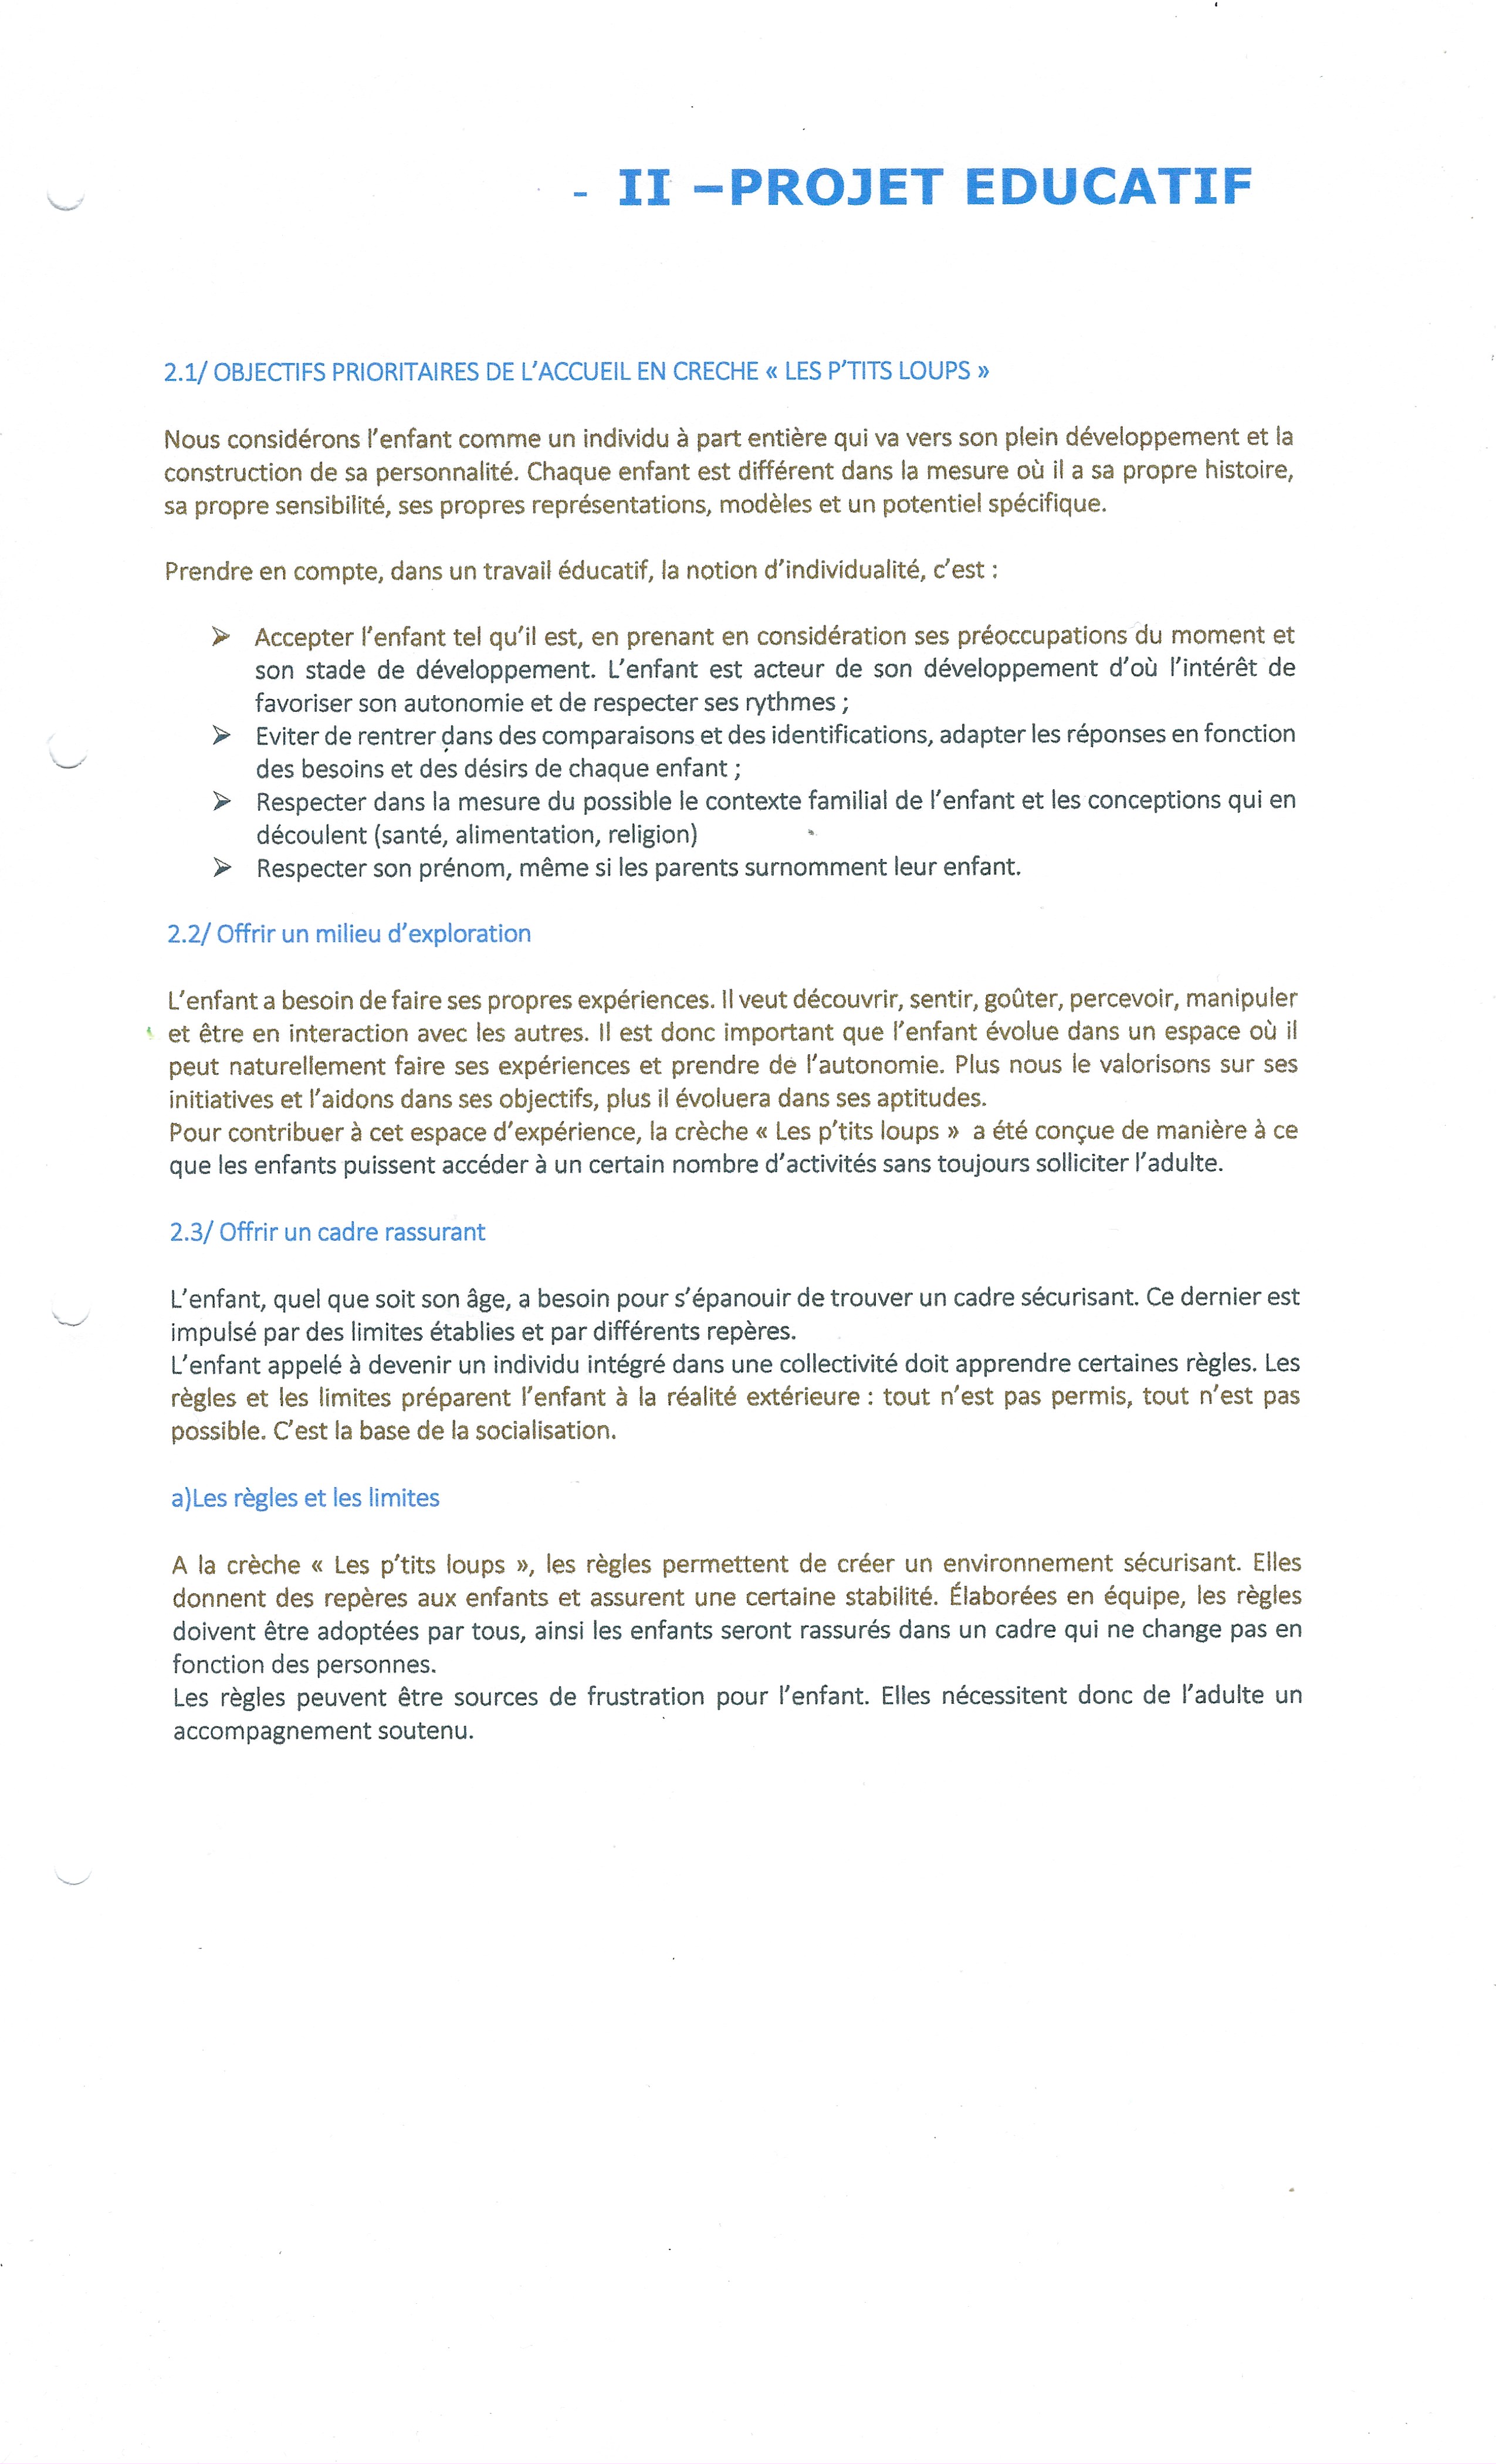 - II –PROJET EDUCATIF
2.1/ OBJECTIFS PRIORITAIRES DE L'ACCUEIL EN CRECHE « LES P'TITS LOUPS »
Nous considérons l'enfant comme un individu à part entière qui va vers son plein développement et la
construction de sa personnalité. Chaque enfant est différent dans la mesure où il a sa propre histoire,
sa propre sensibilité, ses propres représentations, modèles et un potentiel spécifique.
Prendre en compte, dans un travail éducatif, la notion d'individualité, c'est :
➢ Accepter l'enfant tel qu'il est, en prenant en considération ses préoccupations du moment et
son stade de développement. L'enfant est acteur de son développement d'où l'intérêt de
favoriser son autonomie et de respecter ses rythmes ;
➢ Eviter de rentrer dans des comparaisons et des identifications, adapter les réponses en fonction
des besoins et des désirs de chaque enfant ;
➢ Respecter dans la mesure du possible le contexte familial de l'enfant et les conceptions qui en
découlent (santé, alimentation, religion)
➢ Respecter son prénom, même si les parents surnomment leur enfant.
2.2/ Offrir un milieu d'exploration
L'enfant a besoin de faire ses propres expériences. Il veut découvrir, sentir, goûter, percevoir, manipuler
et être en interaction avec les autres. Il est donc important que l'enfant évolue dans un espace où il
peut naturellement faire ses expériences et prendre de l'autonomie. Plus nous le valorisons sur ses
initiatives et l'aidons dans ses objectifs, plus il évoluera dans ses aptitudes.
Pour contribuer à cet espace d'expérience, la crèche « Les p'tits loups » a été conçue de manière à ce
que les enfants puissent accéder à un certain nombre d'activités sans toujours solliciter l'adulte.
2.3/ Offrir un cadre rassurant
L'enfant, quel que soit son âge, a besoin pour s'épanouir de trouver un cadre sécurisant. Ce dernier est
impulsé par des limites établies et par différents repères.
L'enfant appelé à devenir un individu intégré dans une collectivité doit apprendre certaines règles. Les
règles et les limites préparent l'enfant à la réalité extérieure : tout n'est pas permis, tout n'est pas
possible. C'est la base de la socialisation.
a)Les règles et les limites
A la crèche « Les p'tits loups », les règles permettent de créer un environnement sécurisant. Elles
donnent des repères aux enfants et assurent une certaine stabilité. Élaborées en équipe, les règles
doivent être adoptées par tous, ainsi les enfants seront rassurés dans un cadre qui ne change pas en
fonction des personnes.
Les règles peuvent être sources de frustration pour l'enfant. Elles nécessitent donc de l'adulte un
accompagnement soutenu.